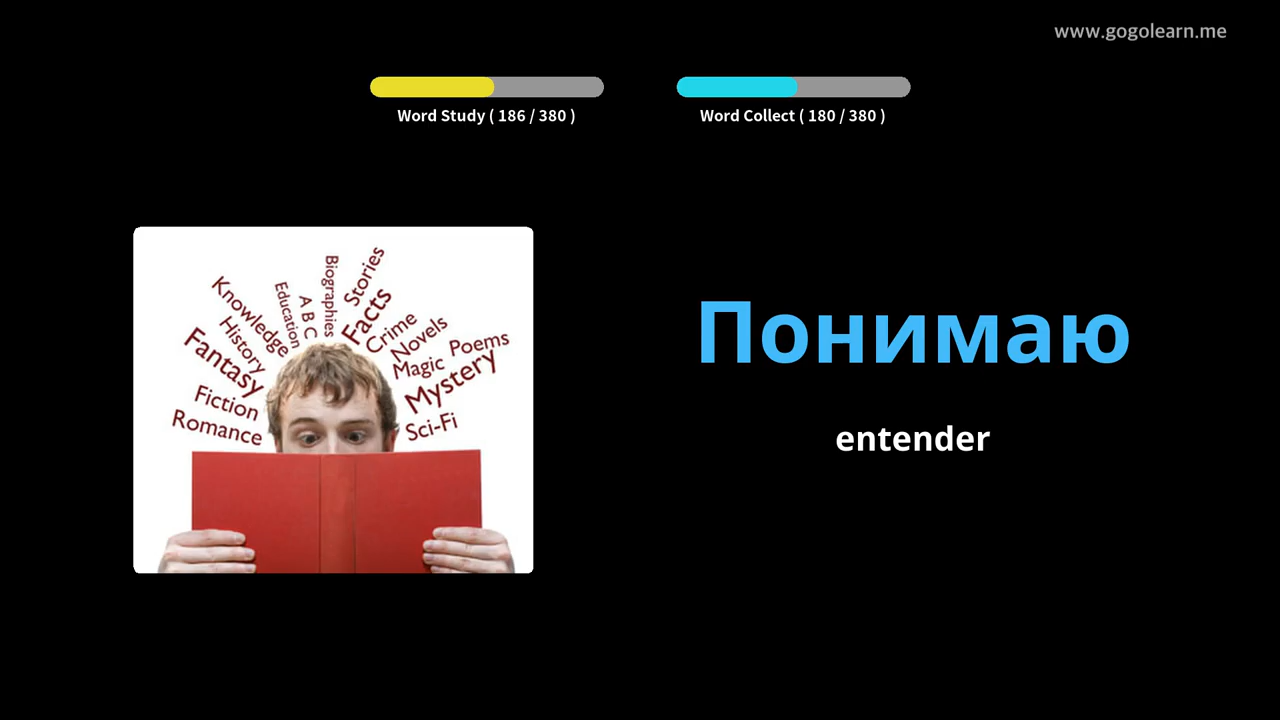 www.gogolearn.me
Word Study ( 186 / 380 )
Word Collect ( 180 / 380 )
Knowledge
History
Fantasy
Fiction
Romance
Education
A B C
Biographies
Stories
Facts
Crime
Novels
Magic
Poems
Mystery
Sci-Fi
Понимаю
entender